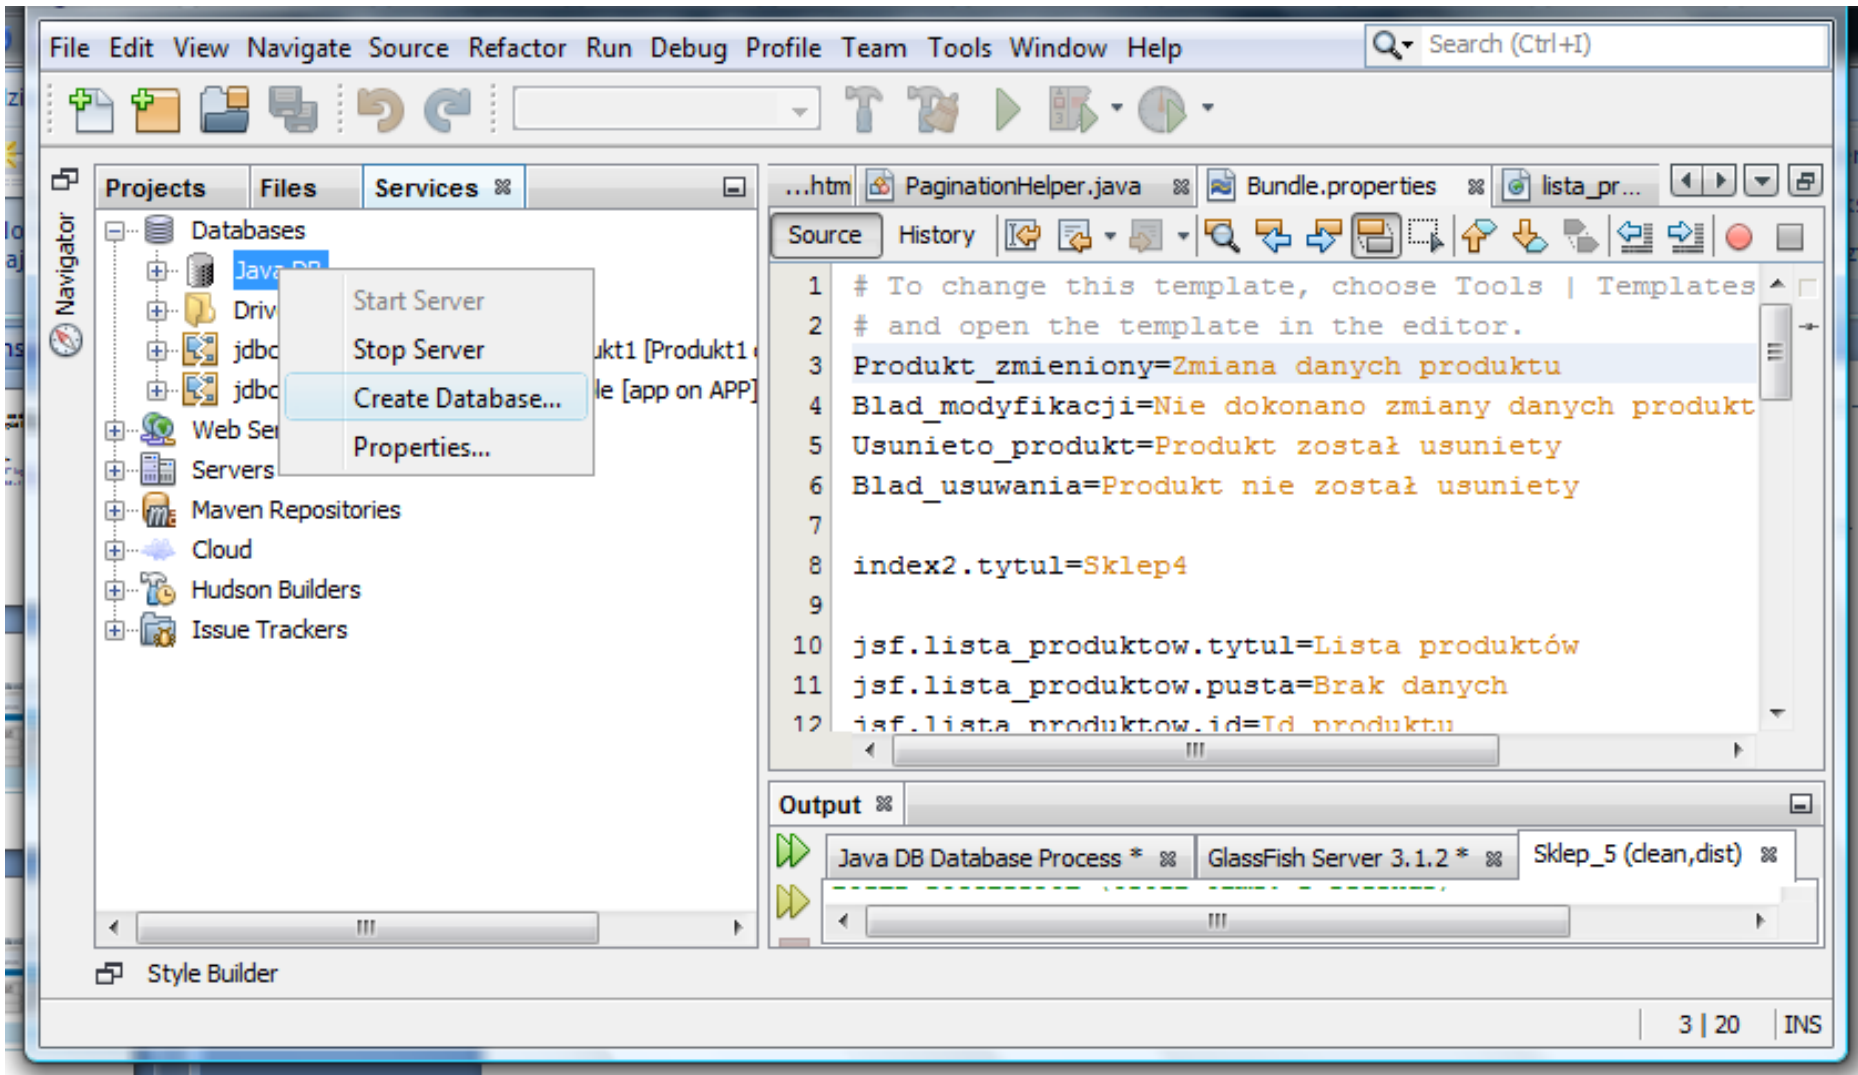 File Edit View Navigate Source Refactor Run Debug Profile Team Tools Window Help
Search (Ctrl+I)
Projects Files Services
Navigator
Databases
Java DB
Start Server
Stop Server
Create Database...
Properties...
jdbc
ukt1 [Produkt1
jdbc
le [app on APP]
Web
Servers
Maven Repositories
Cloud
Hudson Builders
Issue Trackers
...htm PaginationHelper.java Bundle.properties lista_pr...
Source History
1 # To change this template, choose Tools | Templates
2 # and open the template in the editor.
3 Produkt_zmieniony=Zmiana danych produktu
4 Blad_modyfikacji=Nie dokonano zmiany danych produkt
5 Usunieto_produkt=Produkt został usuniety
6 Blad_usuwania=Produkt nie został usuniety
7
8 index2.tytul=Sklep4
9
10 jsf.lista_produktow.tytul=Lista produktów
11 jsf.lista_produktow.pusta=Brak danych
12 jsf.lista_produktow.id=Id produktu
Output
Java DB Database Process * GlassFish Server 3.1.2 * Sklep_5 (clean,dist)
Style Builder
3 | 20 INS